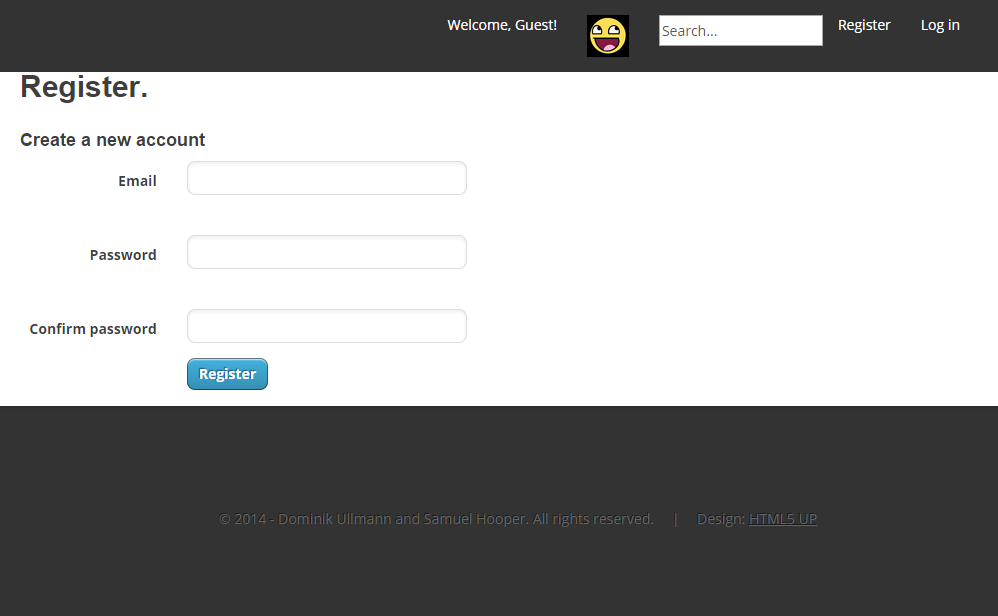 Welcome, Guest! Search... Register Log in
Register.
Create a new account
Email
Password
Confirm password
Register
© 2014 - Dominik Ullmann and Samuel Hooper. All rights reserved. | Design: HTML5 UP